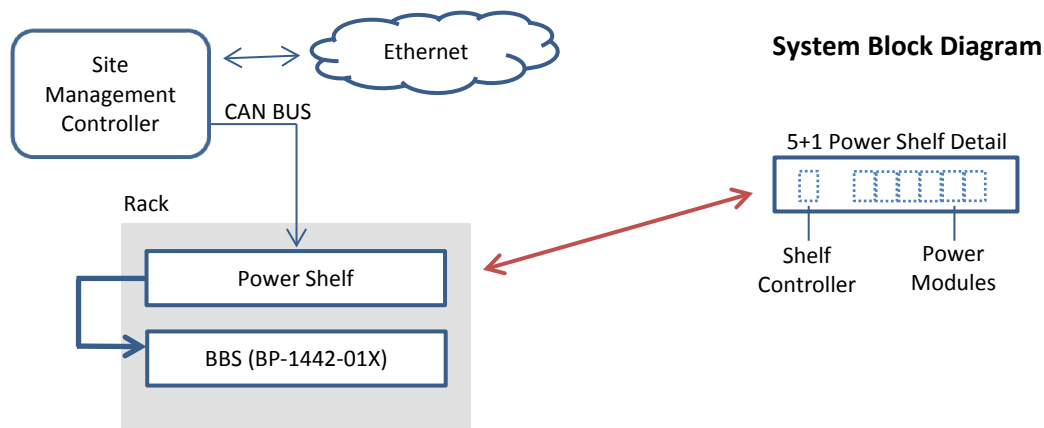 System Block Diagram
Ethernet
Site
Management
Controller
CAN BUS
5+1 Power Shelf Detail
Shelf
Controller
Power
Modules
Rack
Power Shelf
BBS (BP-1442-01X)